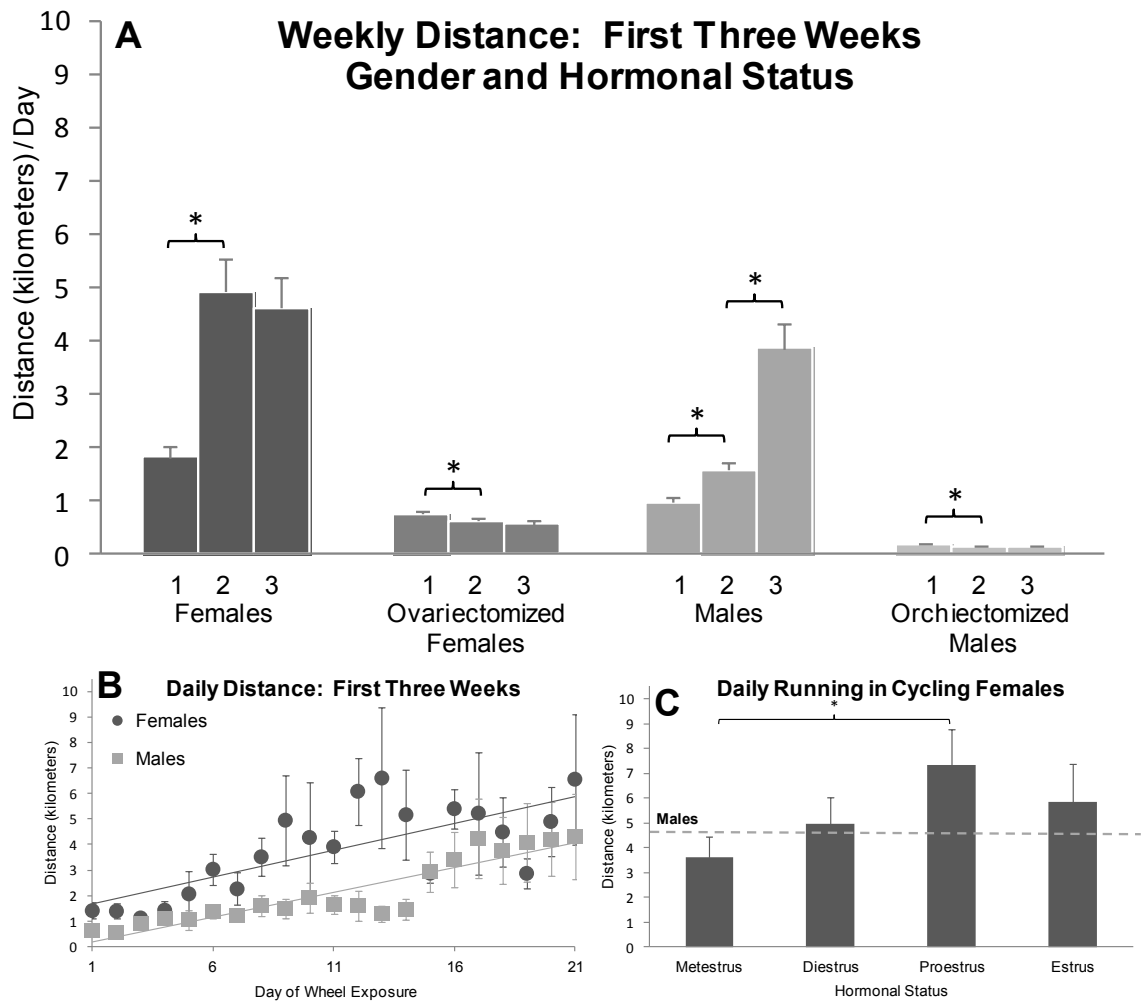 A
Weekly Distance: First Three Weeks
Gender and Hormonal Status
Distance (kilometers) / Day
10
9
8
7
6
5
4
3
2
1
0
*
*
*
*
*
1 2 3
Females
1 2 3
Ovariectomized
Females
1 2 3
Males
1 2 3
Orchiectomized
Males
B
Daily Distance: First Three Weeks
Females
Males
Distance (kilometers)
10
9
8
7
6
5
4
3
2
1
0
1 6 11 16 21
Day of Wheel Exposure
C
Daily Running in Cycling Females
*
Males
Distance (kilometers)
10
9
8
7
6
5
4
3
2
1
0
Metestrus Diestrus Proestrus Estrus
Hormonal Status